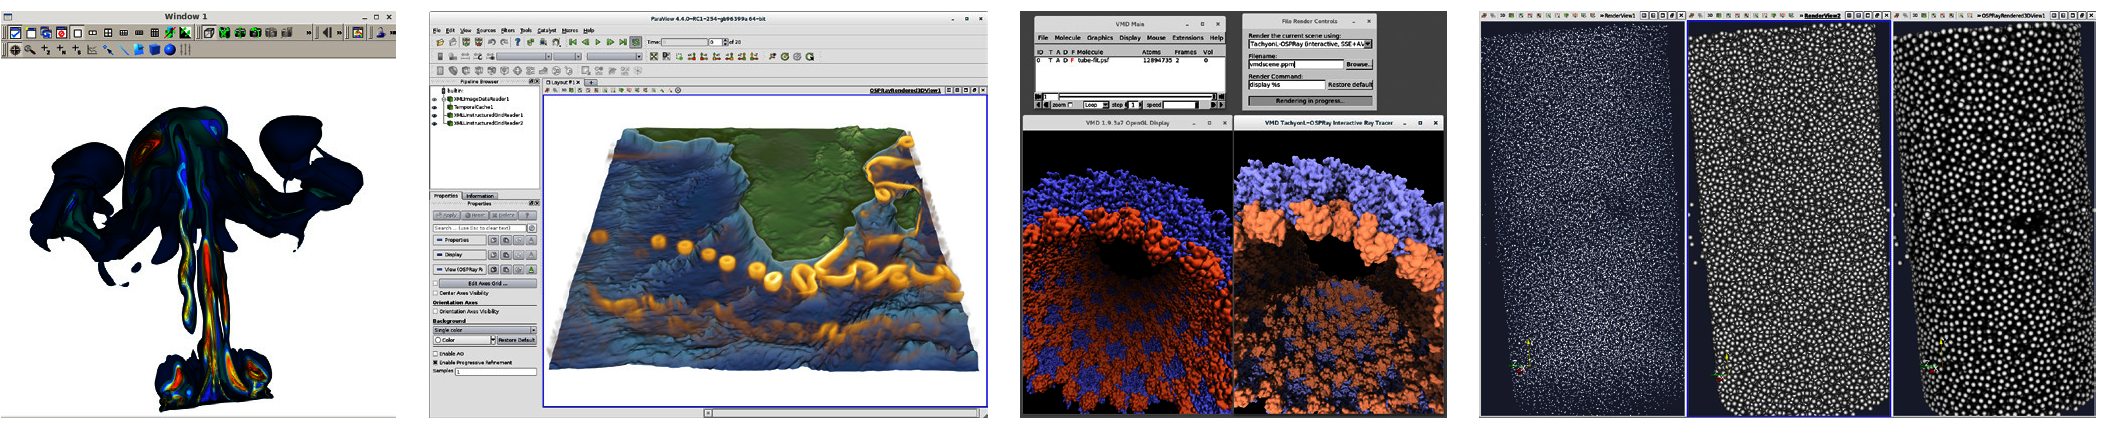 Window 1
ParaView 4.4.0-RC1-254-gb96399a 64-bit
File Edit View Sources Filters Tools Catalyst Macros Help
Time:
0
of 20
Pipeline Browser
builtin:
XMLImageDataReader1
TemporalCache1
XMLUnstructuredGridReader1
XMLUnstructuredGridReader2
Properties Information
Properties
Apply Reset Delete ?
Search ... (use Esc to clear text)
Properties
Display
View (OSPRay R
Edit Axes Grid ...
Center Axes Visibility
Orientation Axes
Orientation Axes Visibility
Background
Single color
Color Restore Default
Enable AO
Enable Progressive Refinement
Samples 1
Layout #1
OSPRayRendered3DView1
VMD Main
File Molecule Graphics Display Mouse Extensions Help
ID T A D F Molecule Atoms Frames Vol
0 T A D F tube-fit.psf 12894735 2 0
1
zoom Loop step 1 speed
File Render Controls
Render the current scene using:
TachyonL-OSPRay (interactive, SSE+AV
Filename:
vmdscene.ppm Browse..
Render Command:
display %s Restore default
Rendering in progress..
VMD 1.9.3a2 OpenGL Display
VMD TachyonL-OSPRay Interactive Ray Tracer
RenderView1
RenderView2
OSPRayRendered3DView1